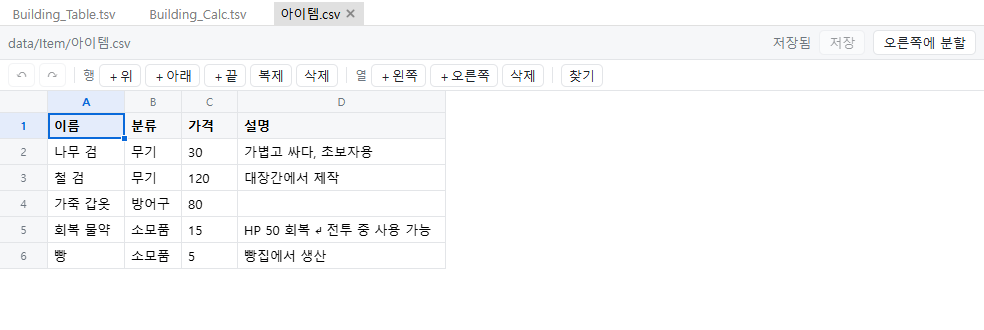 Building_Table.tsv Building_Calc.tsv 아이템.csv ✕
data/Item/아이템.csv 저장됨 저장 오른쪽에 분할
↶ ↷ 행 +위 +아래 +끝 복제 삭제 열 +왼쪽 +오른쪽 삭제 찾기
A B C D
1 이름 분류 가격 설명
2 나무 검 무기 30 가볍고 싸다, 초보자용
3 철 검 무기 120 대장간에서 제작
4 가죽 갑옷 방어구 80
5 회복 물약 소모품 15 HP 50 회복 ↲ 전투 중 사용 가능
6 빵 소모품 5 빵집에서 생산